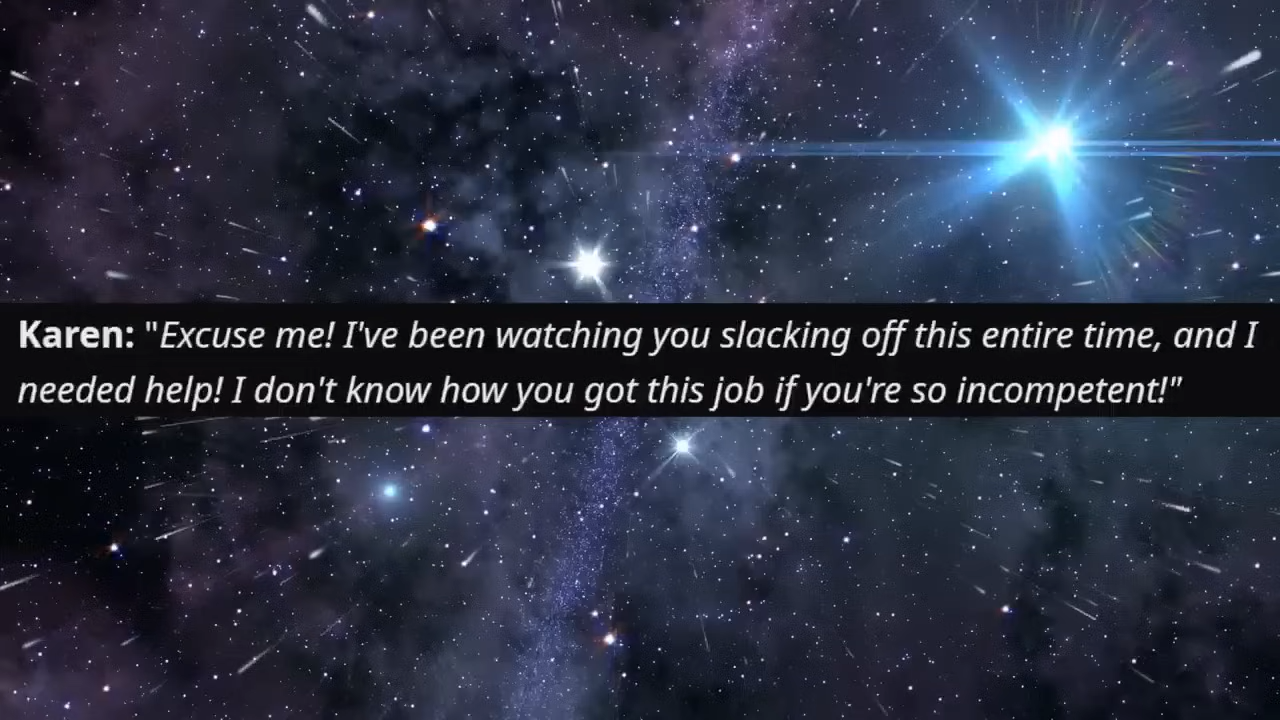 Karen: "Excuse me! I've been watching you slacking off this entire time, and I
needed help! I don't know how you got this job if you're so incompetent!"